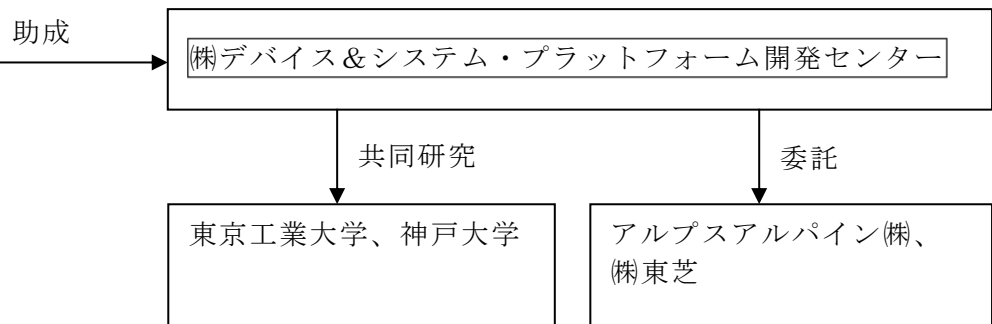 助成
㈱デバイス＆システム・プラットフォーム開発センター
共同研究
委託
東京工業大学、神戸大学
アルプスアルパイン㈱、
㈱東芝